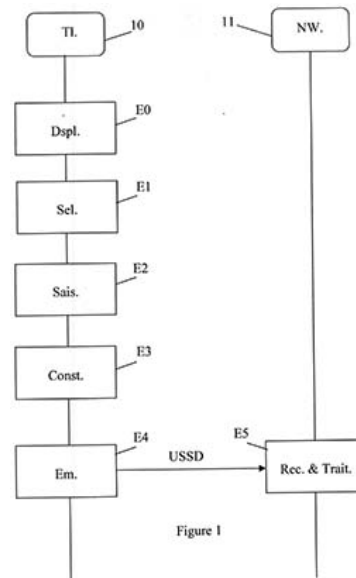 TI.
10
11
NW.
E0
Dspl.
E1
Sel.
E2
Sais.
E3
Const.
E4
Em.
USSD
E5
Rec. & Trait.
Figure 1